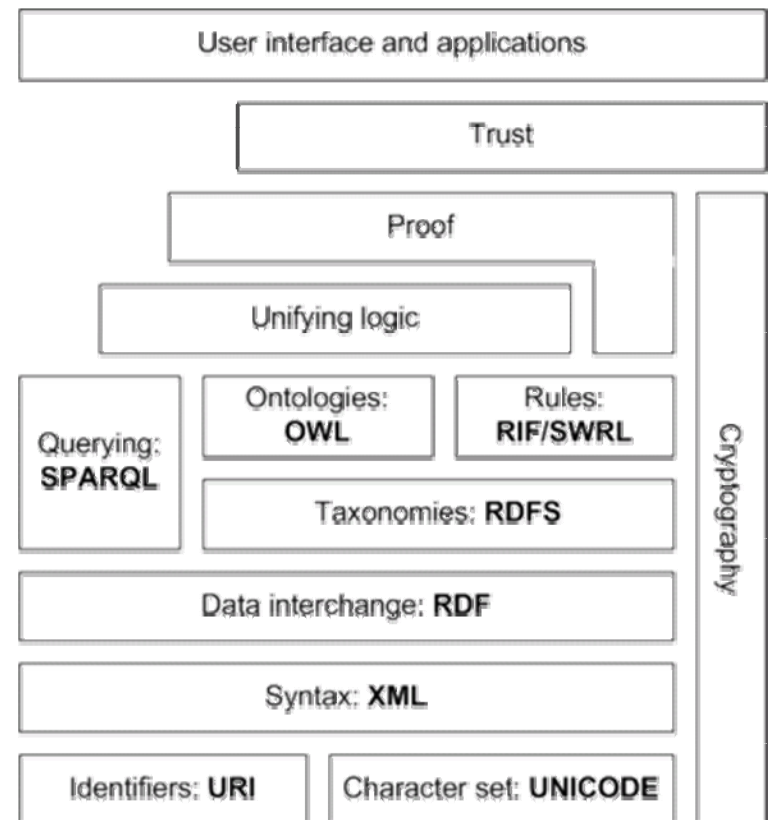 User interface and applications
Trust
Proof
Unifying logic
Querying:
SPARQL
Ontologies:
OWL
Rules:
RIF/SWRL
Taxonomies: RDFS
Data interchange: RDF
Syntax: XML
Identifiers: URI
Character set: UNICODE
Cryptography